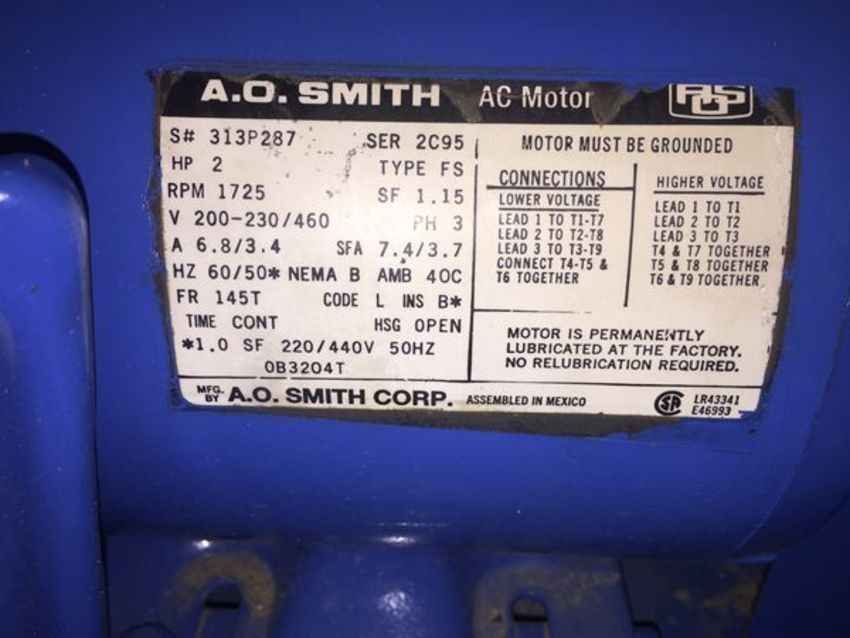 A.O. SMITH AC Motor AOS
S# 313P287 SER 2C95
HP 2 TYPE FS
RPM 1725 SF 1.15
V 200-230/460 PH 3
A 6.8/3.4 SFA 7.4/3.7
HZ 60/50* NEMA B AMB 40C
FR 145T CODE L INS B*
TIME CONT HSG OPEN
*1.0 SF 220/440V 50HZ
0B3204T
MOTOR MUST BE GROUNDED
CONNECTIONS
LOWER VOLTAGE
LEAD 1 TO T1-T7
LEAD 2 TO T2-T8
LEAD 3 TO T3-T9
CONNECT T4-T5 &
T6 TOGETHER
HIGHER VOLTAGE
LEAD 1 TO T1
LEAD 2 TO T2
LEAD 3 TO T3
T4 & T7 TOGETHER
T5 & T8 TOGETHER
T6 & T9 TOGETHER
MOTOR IS PERMANENTLY
LUBRICATED AT THE FACTORY.
NO RELUBRICATION REQUIRED.
MFG. BY A.O. SMITH CORP. ASSEMBLED IN MEXICO
SA LR43341
E46993